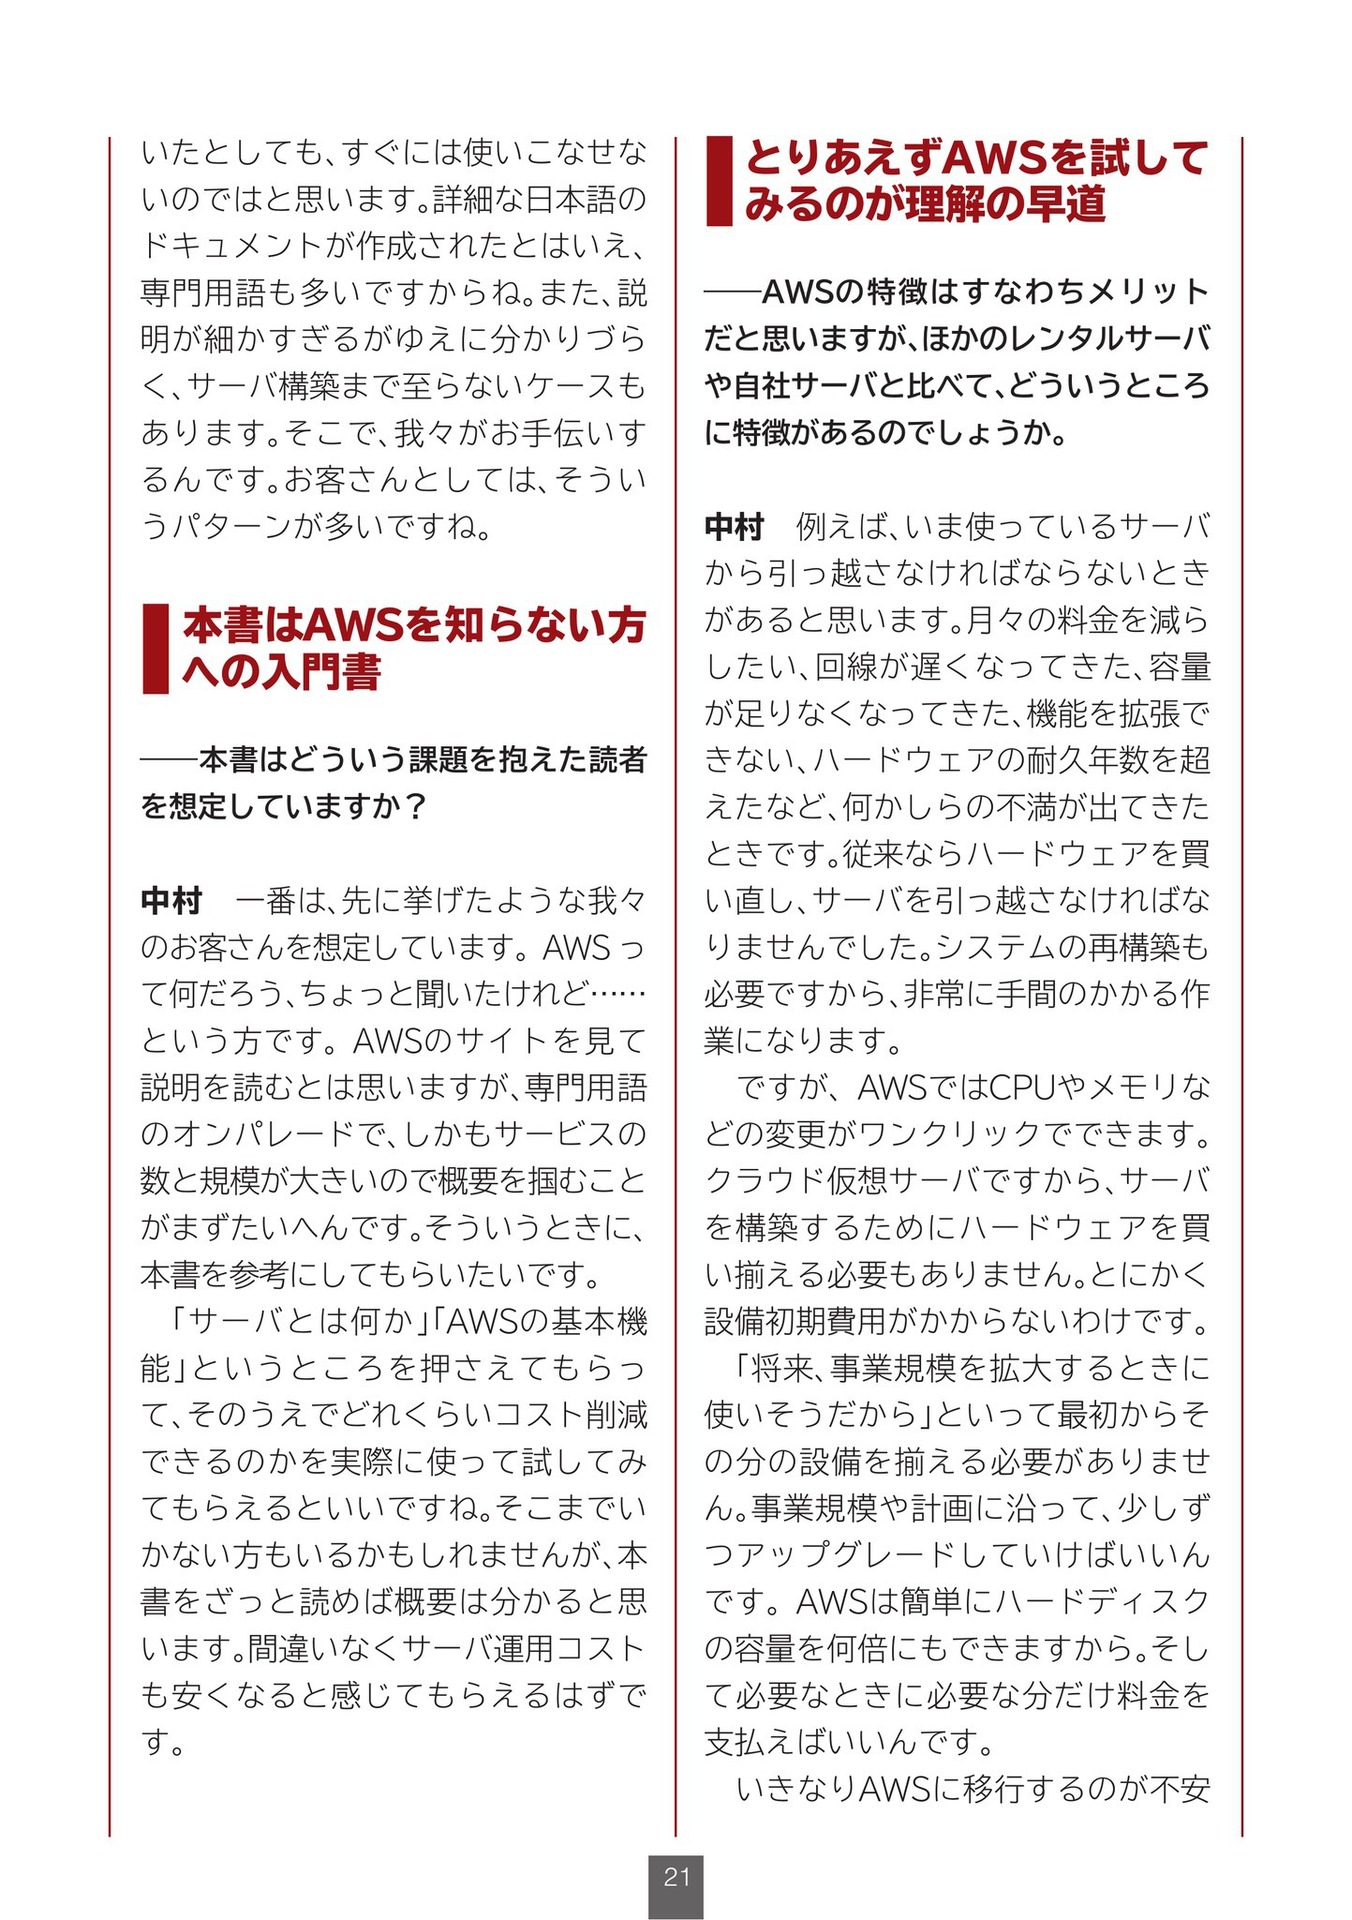 いたとしても、すぐには使いこなせな
いのではと思います。詳細な日本語の
ドキュメントが作成されたとはいえ、
専門用語も多いですからね。また、説
明が細かすぎるがゆえに分かりづら
く、サーバ構築まで至らないケースも
あります。そこで、我々がお手伝いす
るんです。お客さんとしては、そうい
うパターンが多いですね。
本書はAWSを知らない方
への入門書
――本書はどういう課題を抱えた読者
を想定していますか？
中村　一番は、先に挙げたような我々
のお客さんを想定しています。AWS っ
て何だろう、ちょっと聞いたけれど……
という方です。AWSのサイトを見て
説明を読むとは思いますが、専門用語
のオンパレードで、しかもサービスの
数と規模が大きいので概要を掴むこと
がまずたいへんです。そういうときに、
本書を参考にしてもらいたいです。
「サーバとは何か」「AWSの基本機
能」というところを押さえてもらっ
て、そのうえでどれくらいコスト削減
できるのかを実際に使って試してみ
てもらえるといいですね。そこまでい
かない方もいるかもしれませんが、本
書をざっと読めば概要は分かると思
います。間違いなくサーバ運用コスト
も安くなると感じてもらえるはずで
す。
とりあえずAWSを試して
みるのが理解の早道
――AWSの特徴はすなわちメリット
だと思いますが、ほかのレンタルサーバ
や自社サーバと比べて、どういうところ
に特徴があるのでしょうか。
中村　例えば、いま使っているサーバ
から引っ越さなければならないとき
があると思います。月々の料金を減ら
したい、回線が遅くなってきた、容量
が足りなくなってきた、機能を拡張で
きない、ハードウェアの耐久年数を超
えたなど、何かしらの不満が出てきた
ときです。従来ならハードウェアを買
い直し、サーバを引っ越さなければな
りませんでした。システムの再構築も
必要ですから、非常に手間のかかる作
業になります。
ですが、AWSではCPUやメモリな
どの変更がワンクリックでできます。
クラウド仮想サーバですから、サーバ
を構築するためにハードウェアを買
い揃える必要もありません。とにかく
設備初期費用がかからないわけです。
「将来、事業規模を拡大するときに
使いそうだから」といって最初からそ
の分の設備を揃える必要がありませ
ん。事業規模や計画に沿って、少しず
つアップグレードしていけばいいん
です。AWSは簡単にハードディスク
の容量を何倍にもできますから。そし
て必要なときに必要な分だけ料金を
支払えばいいんです。
いきなりAWSに移行するのが不安
21